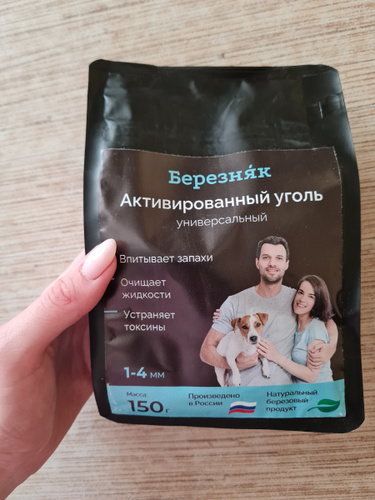 Березня́к
Активированный уголь
универсальный
Впитывает запахи
Очищает
жидкости
Устраняет
токсины
1-4 мм
Масса
150 г
Произведено
в России
Натуральный
березовый
продукт